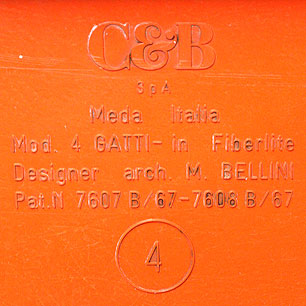 C&B
SpA
Meda Italia
Mod. 4 GATTI- in Fiberlite
Designer arch. M. BELLINI
Pat.N 7607 B/67-7608 B/67
4